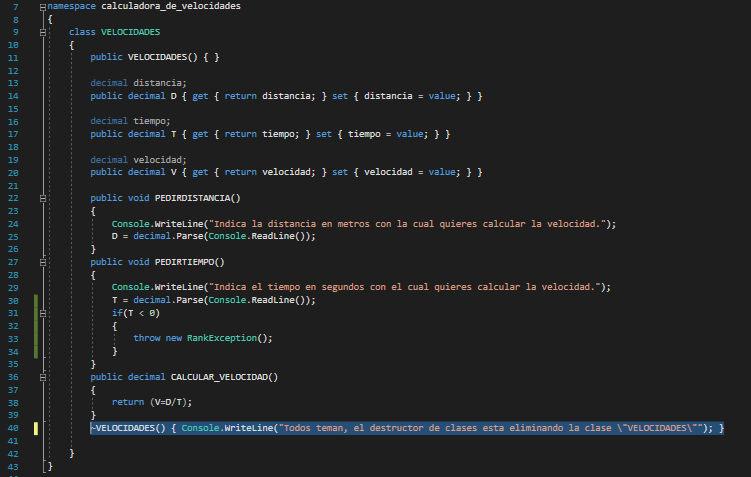 7 namespace calculadora_de_velocidades
8 {
9 class VELOCIDADES
10 {
11 public VELOCIDADES() { }
12
13 decimal distancia;
14 public decimal D { get { return distancia; } set { distancia = value; } }
15
16 decimal tiempo;
17 public decimal T { get { return tiempo; } set { tiempo = value; } }
18
19 decimal velocidad;
20 public decimal V { get { return velocidad; } set { velocidad = value; } }
21
22 public void PEDIRDISTANCIA()
23 {
24 Console.WriteLine("Indica la distancia en metros con la cual quieres calcular la velocidad.");
25 D = decimal.Parse(Console.ReadLine());
26 }
27 public void PEDIRTIEMPO()
28 {
29 Console.WriteLine("Indica el tiempo en segundos con el cual quieres calcular la velocidad.");
30 T = decimal.Parse(Console.ReadLine());
31 if(T < 0)
32 {
33 throw new RankException();
34 }
35 }
36 public decimal CALCULAR_VELOCIDAD()
37 {
38 return (V=D/T);
39 }
40 ~VELOCIDADES() { Console.WriteLine("Todos teman, el destructor de clases esta eliminando la clase \"VELOCIDADES\""); }
41
42 }
43 }